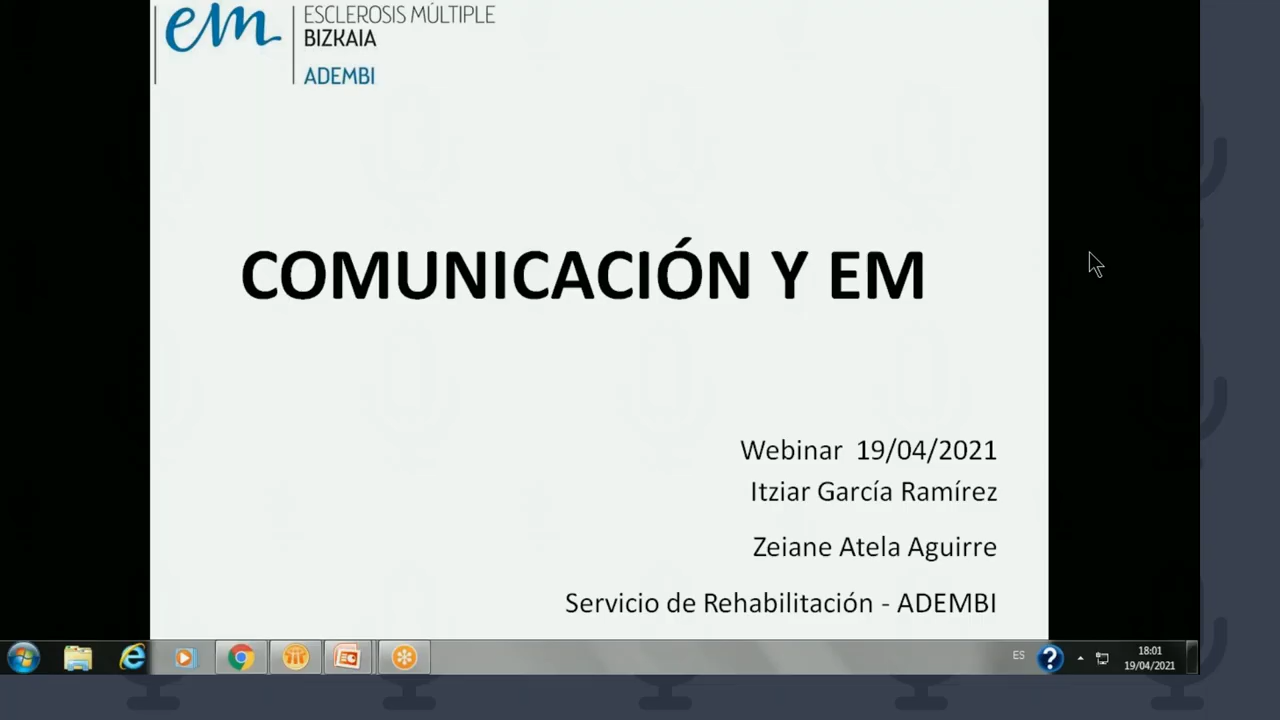 em
ESCLEROSIS MÚLTIPLE
BIZKAIA
ADEMBI
COMUNICACIÓN Y EM
Webinar 19/04/2021
Itziar García Ramírez
Zeiane Atela Aguirre
Servicio de Rehabilitación - ADEMBI
ES
18:01
19/04/2021